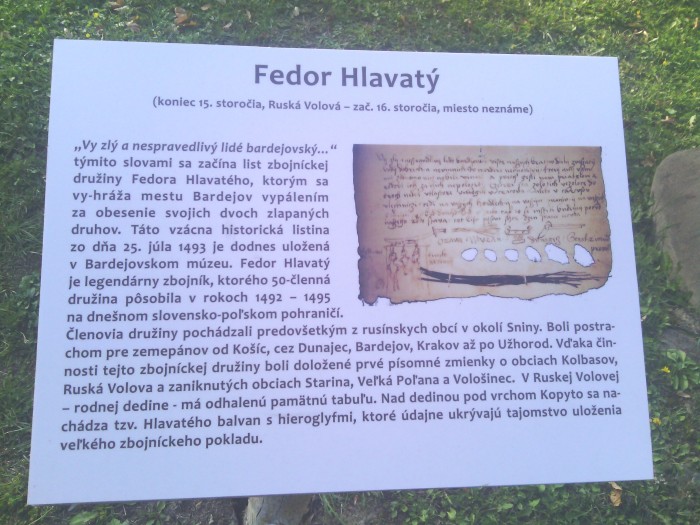 Fedor Hlavatý
(koniec 15. storočia, Ruská Volová – zač. 16. storočia, miesto neznáme)
„Vy zlý a nespravedlivý lidé bardejovský...“
týmito slovami sa začína list zbojníckej
družiny Fedora Hlavatého, ktorým sa
vy-hráža mestu Bardejov vypálením
za obesenie svojich dvoch zlapaných
druhov. Táto vzácna historická listina
zo dňa 25. júla 1493 je dodnes uložená
v Bardejovskom múzeu. Fedor Hlavatý
je legendárny zbojník, ktorého 50-členná
družina pôsobila v rokoch 1492 – 1495
na dnešnom slovensko-poľskom pohraničí.
Členovia družiny pochádzali predovšetkým z rusínskych obcí v okolí Sniny. Boli postra-
chom pre zemepánov od Košíc, cez Dunajec, Bardejov, Krakov až po Užhorod. Vďaka čin-
nosti tejto zbojníckej družiny boli doložené prvé písomné zmienky o obciach Kolbasov,
Ruská Volova a zaniknutých obciach Starina, Veľká Poľana a Vološinec. V Ruskej Volovej
– rodnej dedine - má odhalenú pamätnú tabuľu. Nad dedinou pod vrchom Kopyto sa na-
chádza tzv. Hlavatého balvan s hieroglyfmi, ktoré údajne ukrývajú tajomstvo uloženia
veľkého zbojníckeho pokladu.